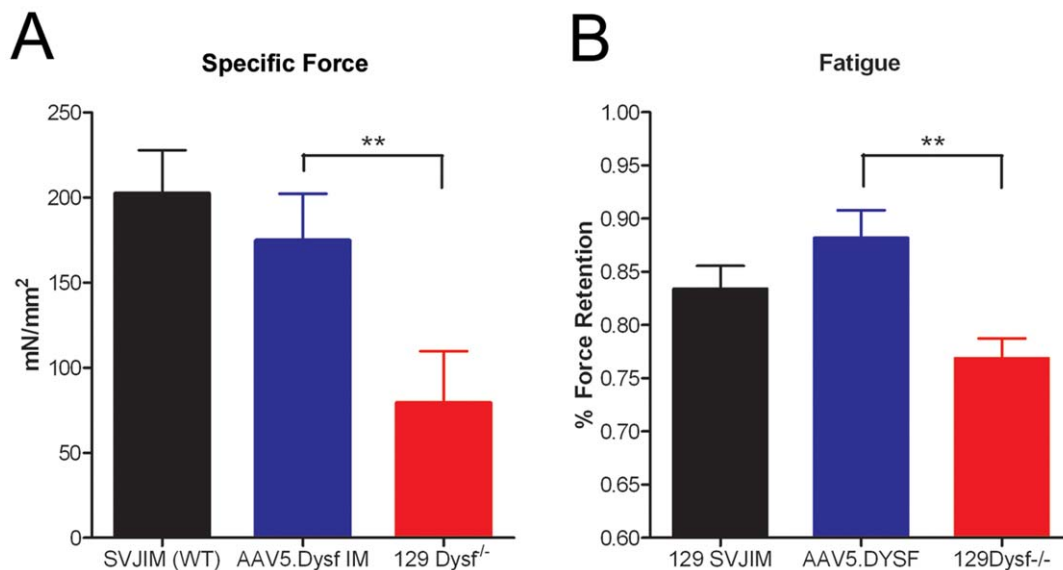 A
Specific Force
250
200
150
100
50
0
mN/mm²
**
SVJIM (WT) AAV5.Dysf IM 129 Dysf/-
B
Fatigue
1.00
0.95
0.90
0.85
0.80
0.75
0.70
0.65
0.60
% Force Retention
**
129 SVJIM AAV5.DYSF 129Dysf-/-